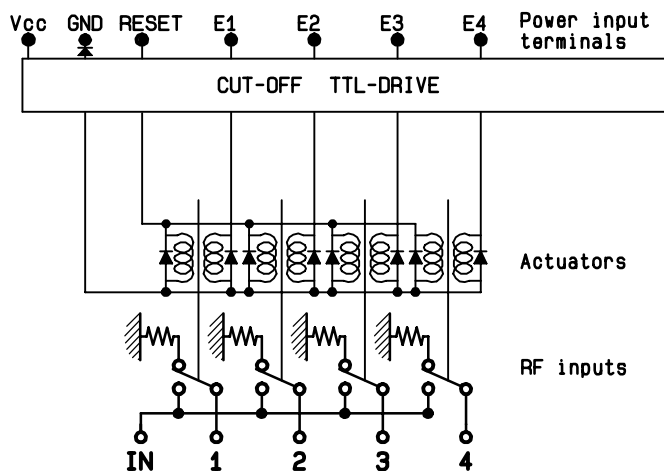 Vcc GND RESET E1 E2 E3 E4 Power input
terminals
CUT-OFF TTL-DRIVE
Actuators
RF inputs
IN 1 2 3 4